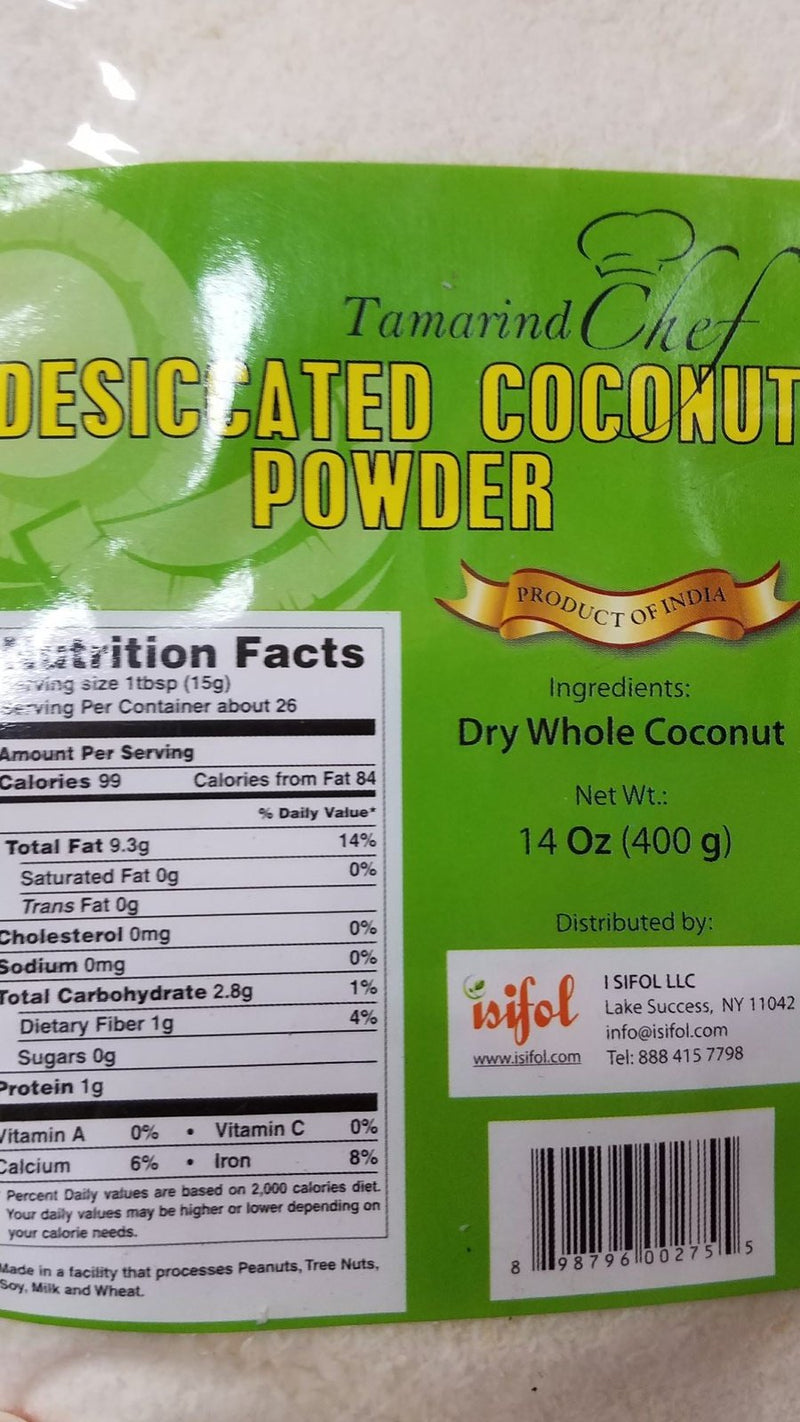 Tamarind Chef
DESICCATED COCONUT
POWDER
PRODUCT OF INDIA
Nutrition Facts
Serving size 1tbsp (15g)
Serving Per Container about 26
Amount Per Serving
Calories 99 Calories from Fat 84
% Daily Value*
Total Fat 9.3g 14%
Saturated Fat 0g 0%
Trans Fat 0g
Cholesterol 0mg 0%
Sodium 0mg 0%
Total Carbohydrate 2.8g 1%
Dietary Fiber 1g 4%
Sugars 0g
Protein 1g
Vitamin A 0% • Vitamin C 0%
Calcium 6% • Iron 8%
Percent Daily values are based on 2,000 calories diet.
Your daily values may be higher or lower depending on
your calorie needs.
Made in a facility that processes Peanuts, Tree Nuts,
Soy, Milk and Wheat.
Ingredients:
Dry Whole Coconut
Net Wt.:
14 Oz (400 g)
Distributed by:
isifol
www.isifol.com
I SIFOL LLC
Lake Success, NY 11042
info@isifol.com
Tel: 888 415 7798
8 98796 00275 5